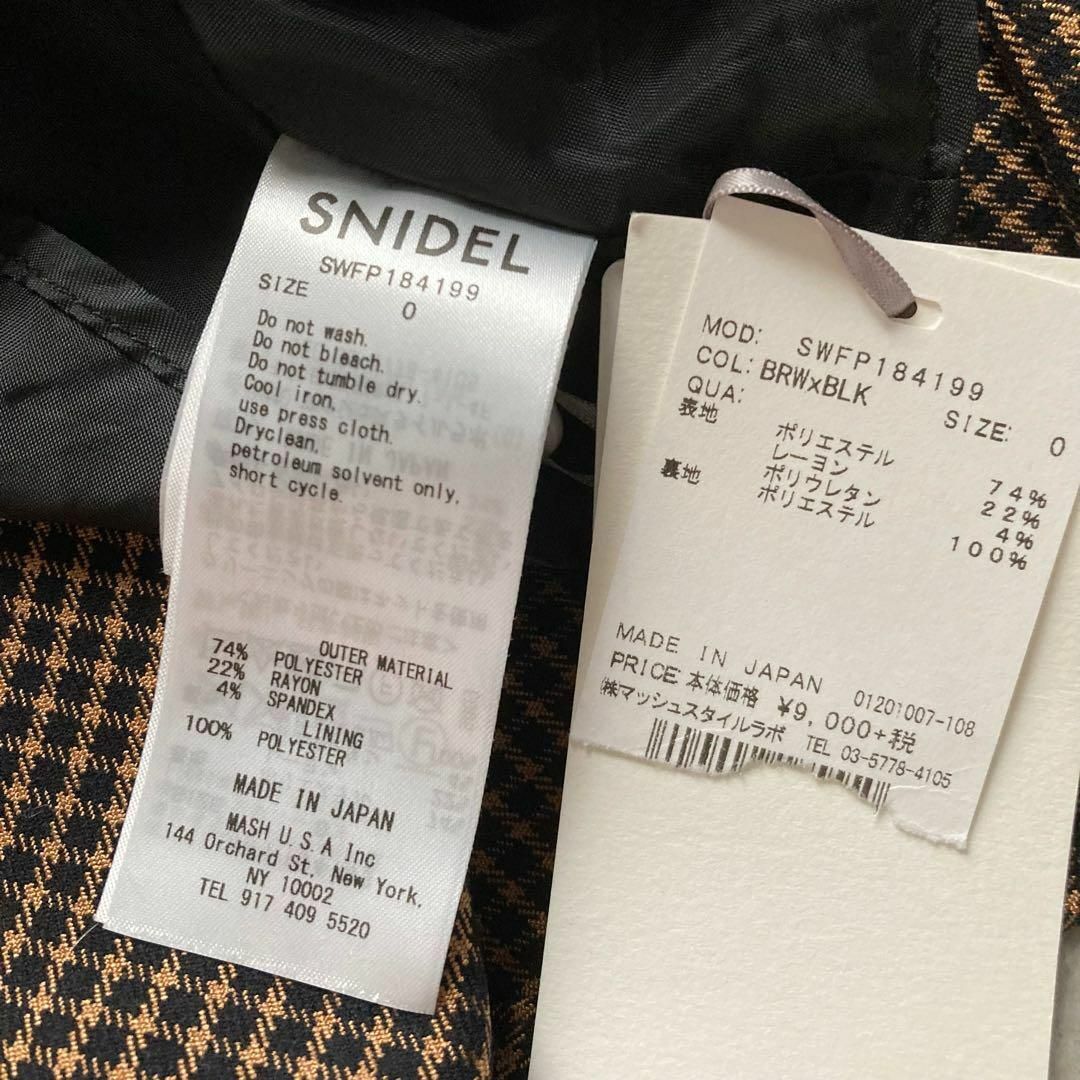 SNIDEL
SWFP184199
SIZE 0
Do not wash.
Do not bleach.
Do not tumble dry.
Cool iron,
use press cloth.
Dryclean,
petroleum solvent only,
short cycle.
OUTER MATERIAL
74% POLYESTER
22% RAYON
4% SPANDEX
LINING
100% POLYESTER
MADE IN JAPAN
MASH U.S.A Inc
144 Orchard St, New York,
NY 10002
TEL 917 409 5520
MOD: SWFP184199
COL: BRWxBLK SIZE: 0
QUA:
表地 ポリエステル 74%
レーヨン 22%
ポリウレタン 4%
裏地 ポリエステル 100%
MADE IN JAPAN 01201007-108
PRICE 本体価格 ¥9,000+税
㈱マッシュスタイルラボ TEL 03-5778-4105